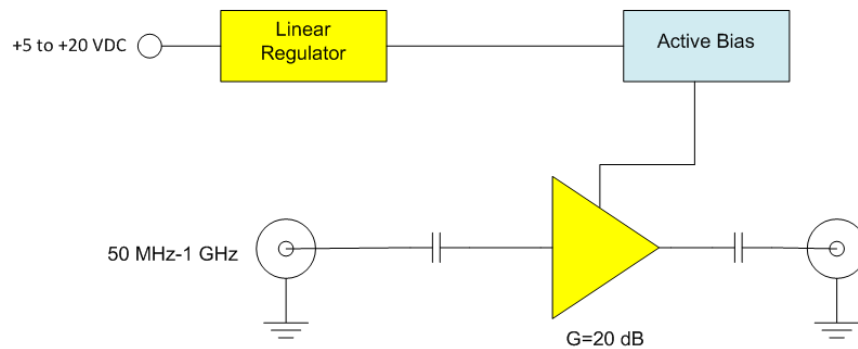 +5 to +20 VDC
Linear
Regulator
Active Bias
50 MHz-1 GHz
G=20 dB